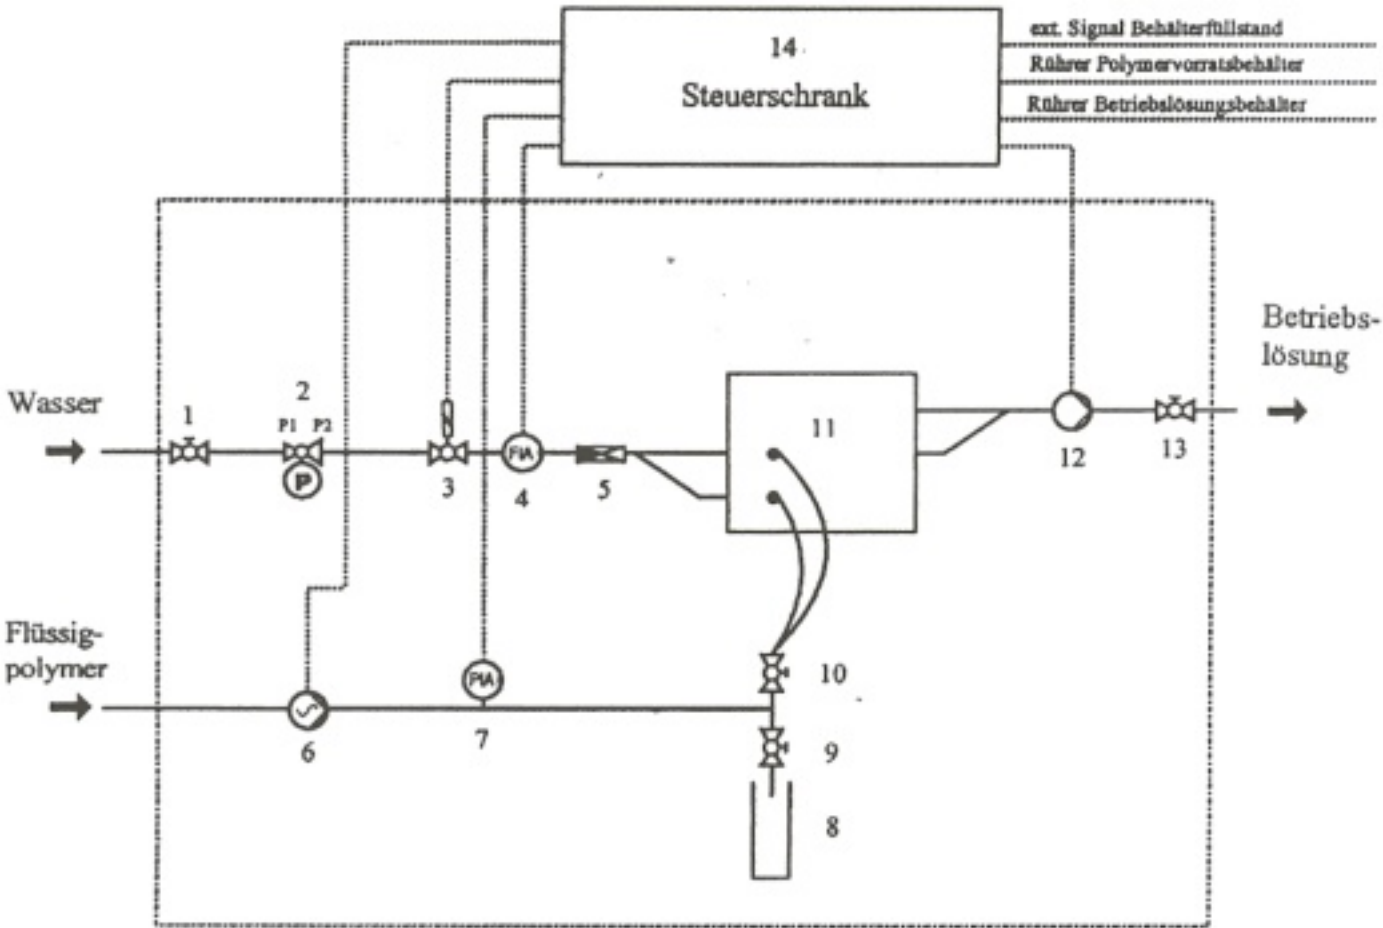 14
Steuerschrank
ext. Signal Behälterfüllstand
Rührer Polymervorratsbehälter
Rührer Betriebslösungsbehälter
Betriebs-
lösung
Wasser
1
2
P1 P2
P
3
FIA
4
5
11
12
13
Flüssig-
polymer
6
PIA
7
10
9
8